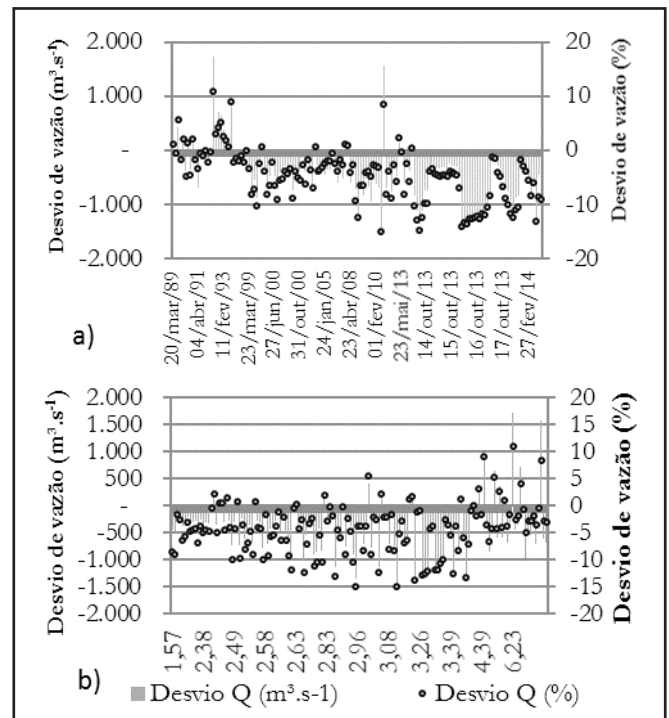 Desvio de vazão (m³.s⁻¹)
2.000
1.000
-
-1.000
-2.000
20
10
0
-10
-20
Desvio de vazão (%)
20/mar/89
04/abr/91
11/fev/93
23/mar/99
27/jun/00
31/out/00
24/jan/05
23/abr/08
01/fev/10
23/mai/13
14/out/13
15/out/13
16/out/13
17/out/13
27/fev/14
a)
Desvio de vazão (m³.s⁻¹)
2.000
1.500
1.000
500
-
-500
-1.000
-1.500
-2.000
20
15
10
5
0
-5
-10
-15
-20
Desvio de vazão (%)
1,57
2,38
2,49
2,58
2,63
2,83
2,96
3,08
3,26
3,39
4,39
6,23
b)
Desvio Q (m³.s-1)
Desvio Q (%)